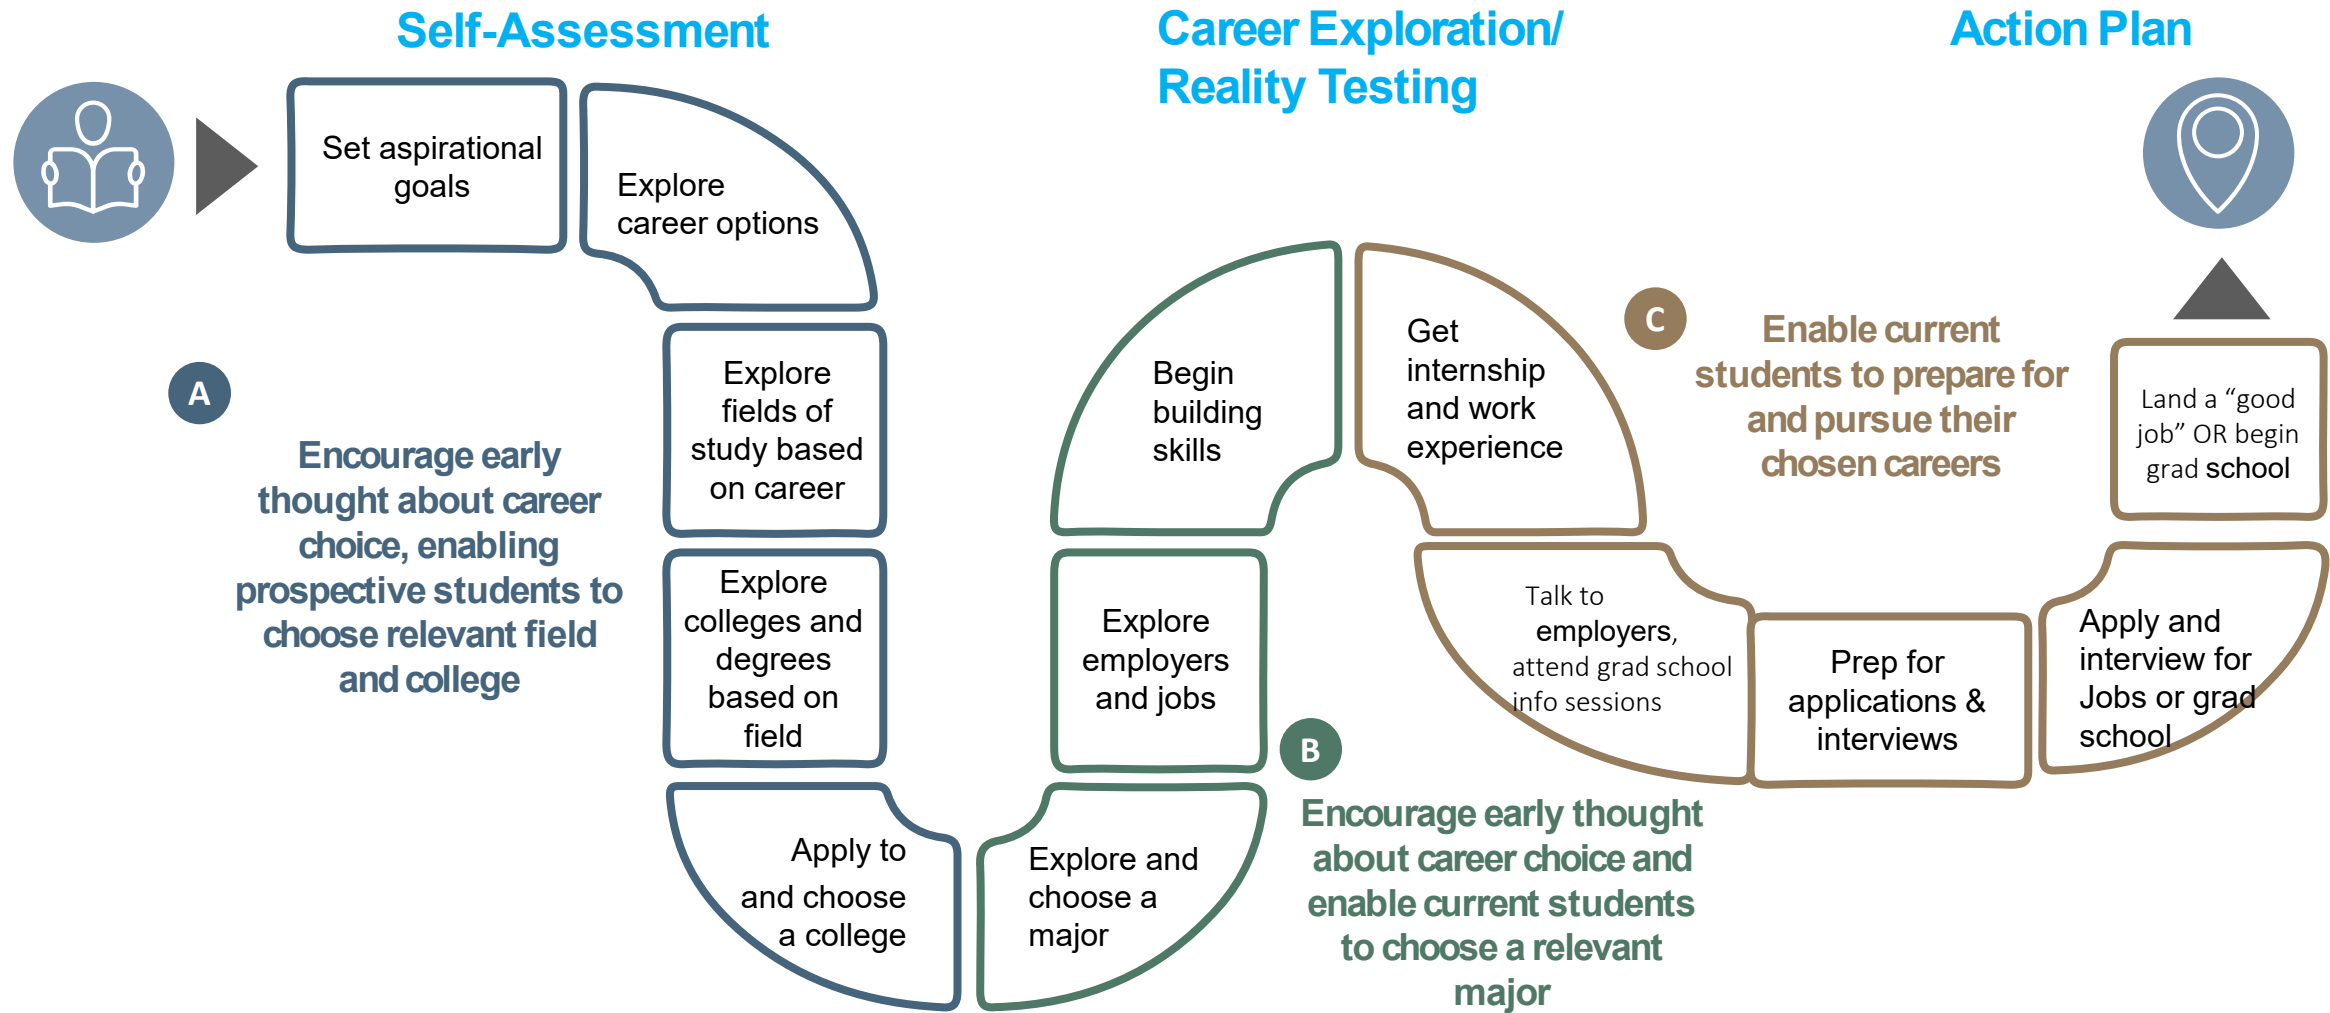 Self-Assessment
Career Exploration/
Reality Testing
Action Plan
Set aspirational
goals
Explore
career options
Explore
fields of
study based
on career
Explore
colleges and
degrees
based on
field
Apply to
and choose
a college
A
Encourage early
thought about career
choice, enabling
prospective students to
choose relevant field
and college
Explore and
choose a
major
Explore
employers
and jobs
Begin
building
skills
B
Encourage early thought
about career choice and
enable current students
to choose a relevant
major
Get
internship
and work
experience
Talk to
employers,
attend grad school
info sessions
Prep for
applications &
interviews
Apply and
interview for
Jobs or grad
school
Land a “good
job” OR begin
grad school
C
Enable current
students to prepare for
and pursue their
chosen careers